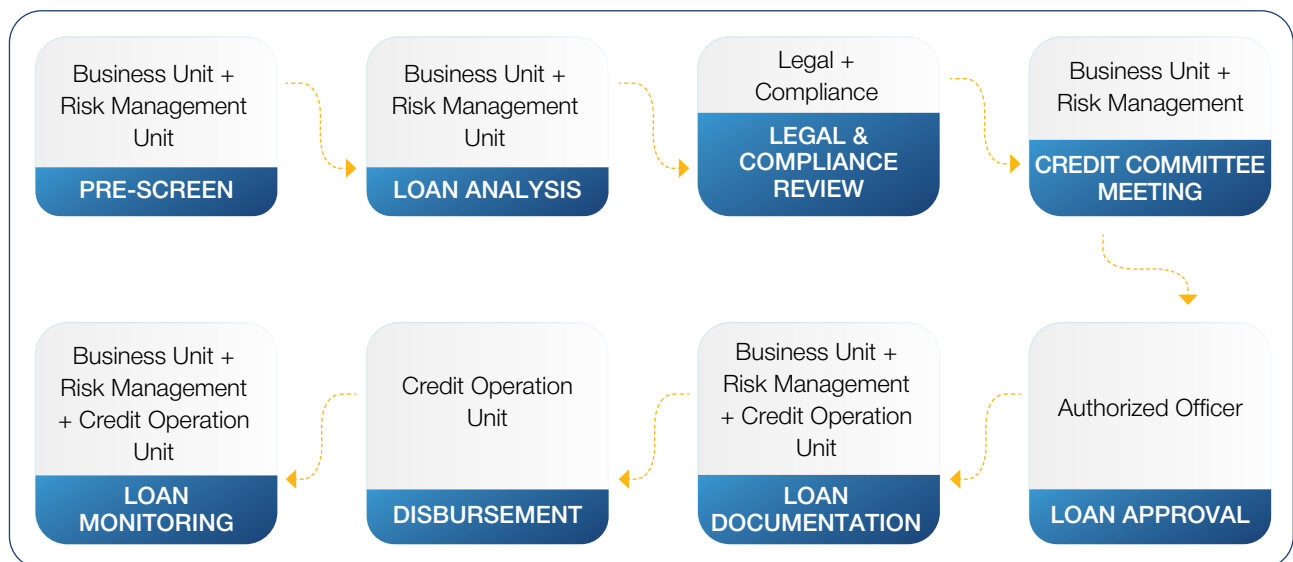 Business Unit +
Risk Management
Unit
PRE-SCREEN
Business Unit +
Risk Management
Unit
LOAN ANALYSIS
Legal +
Compliance
LEGAL &
COMPLIANCE
REVIEW
Business Unit +
Risk Management
CREDIT COMMITTEE
MEETING
Authorized Officer
LOAN APPROVAL
Business Unit +
Risk Management
+ Credit Operation
Unit
LOAN
DOCUMENTATION
Credit Operation
Unit
DISBURSEMENT
Business Unit +
Risk Management
+ Credit Operation
Unit
LOAN
MONITORING